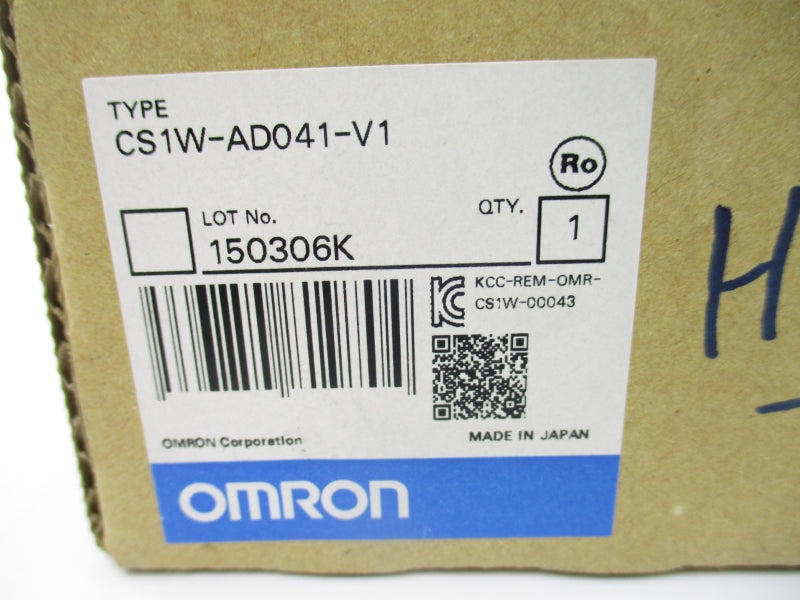 TYPE
CS1W-AD041-V1
Ro
LOT No.
150306K
QTY.
1
KC
KCC-REM-OMR-
CS1W-00043
OMRON Corporation
MADE IN JAPAN
OMRON
H